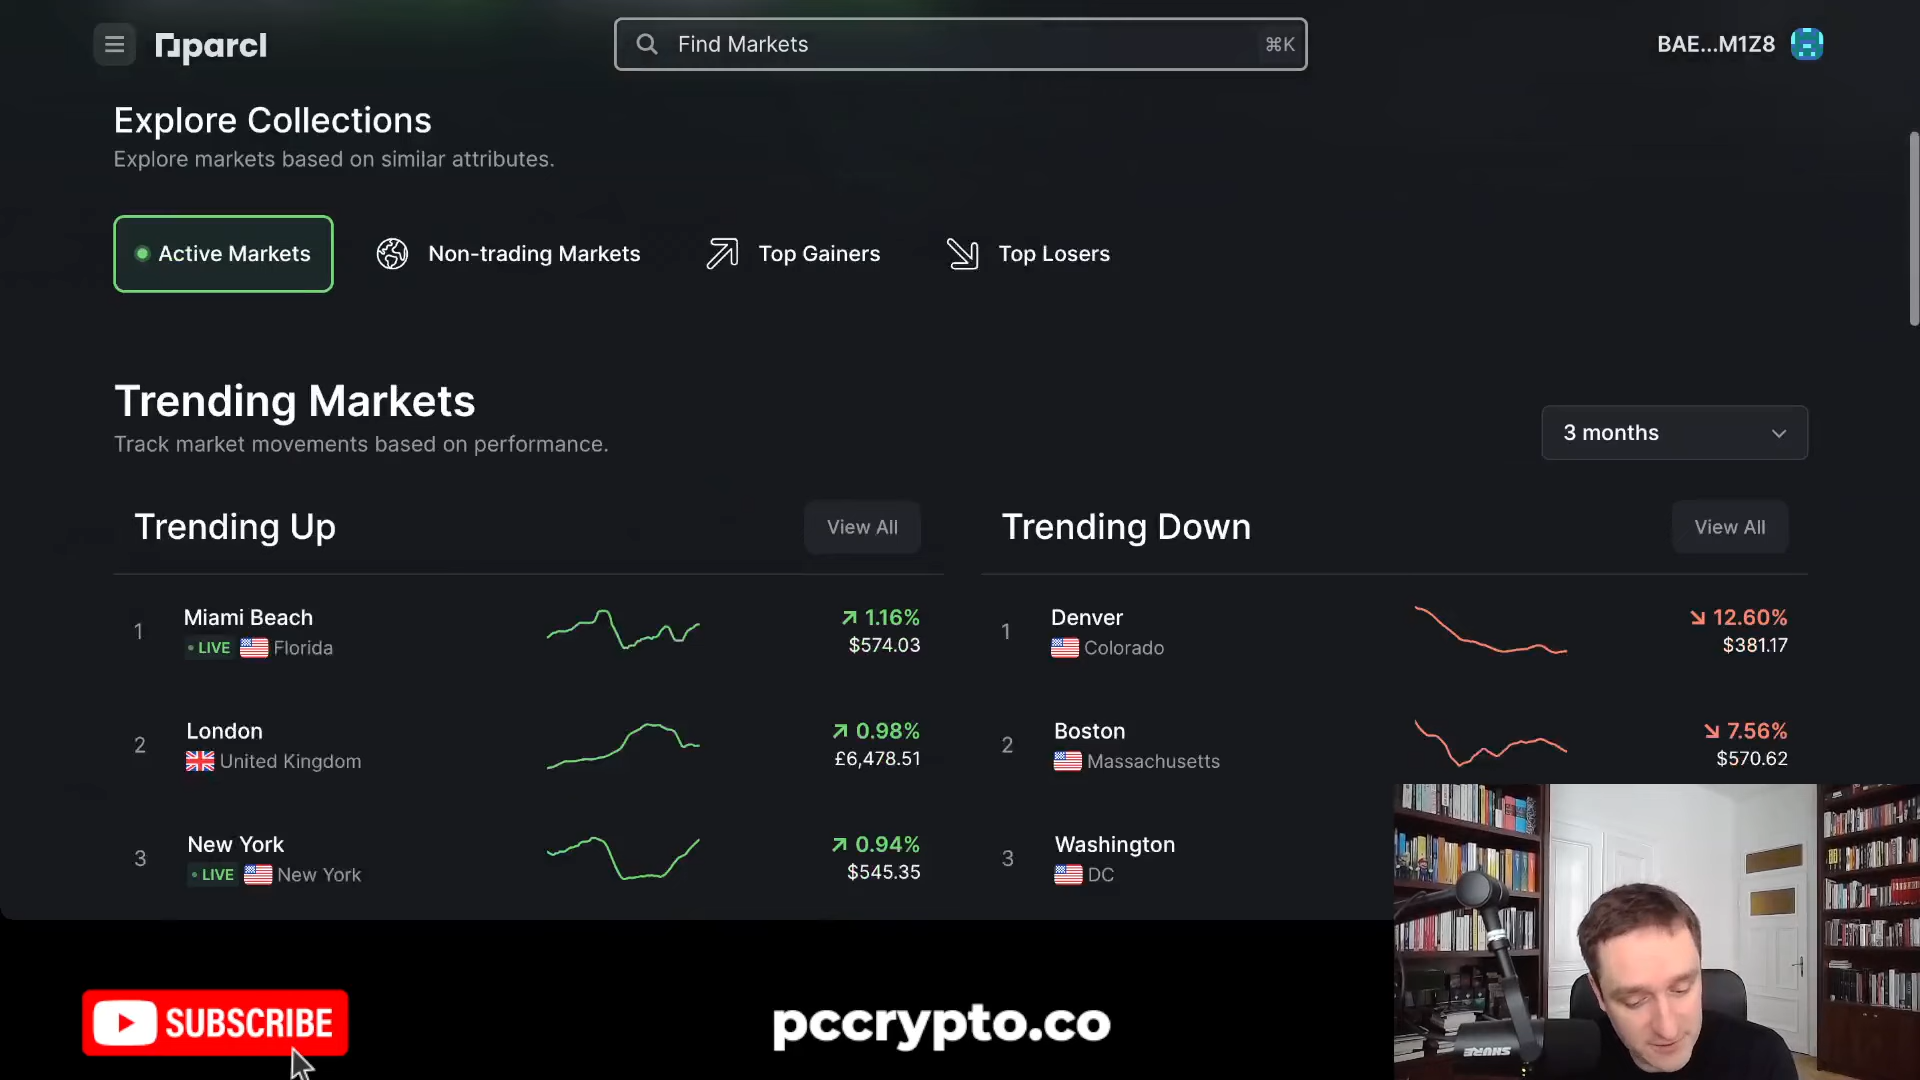 parcl
Find Markets
⌘K
BAE...M1Z8
Explore Collections
Explore markets based on similar attributes.
Active Markets
Non-trading Markets
Top Gainers
Top Losers
Trending Markets
Track market movements based on performance.
3 months
Trending Up
View All
Trending Down
View All
1
Miami Beach
• LIVE Florida
1.16%
$574.03
1
Denver
Colorado
12.60%
$381.17
2
London
United Kingdom
0.98%
£6,478.51
2
Boston
Massachusetts
7.56%
$570.62
3
New York
• LIVE New York
0.94%
$545.35
3
Washington
DC
SUBSCRIBE
pccrypto.co
SHURE